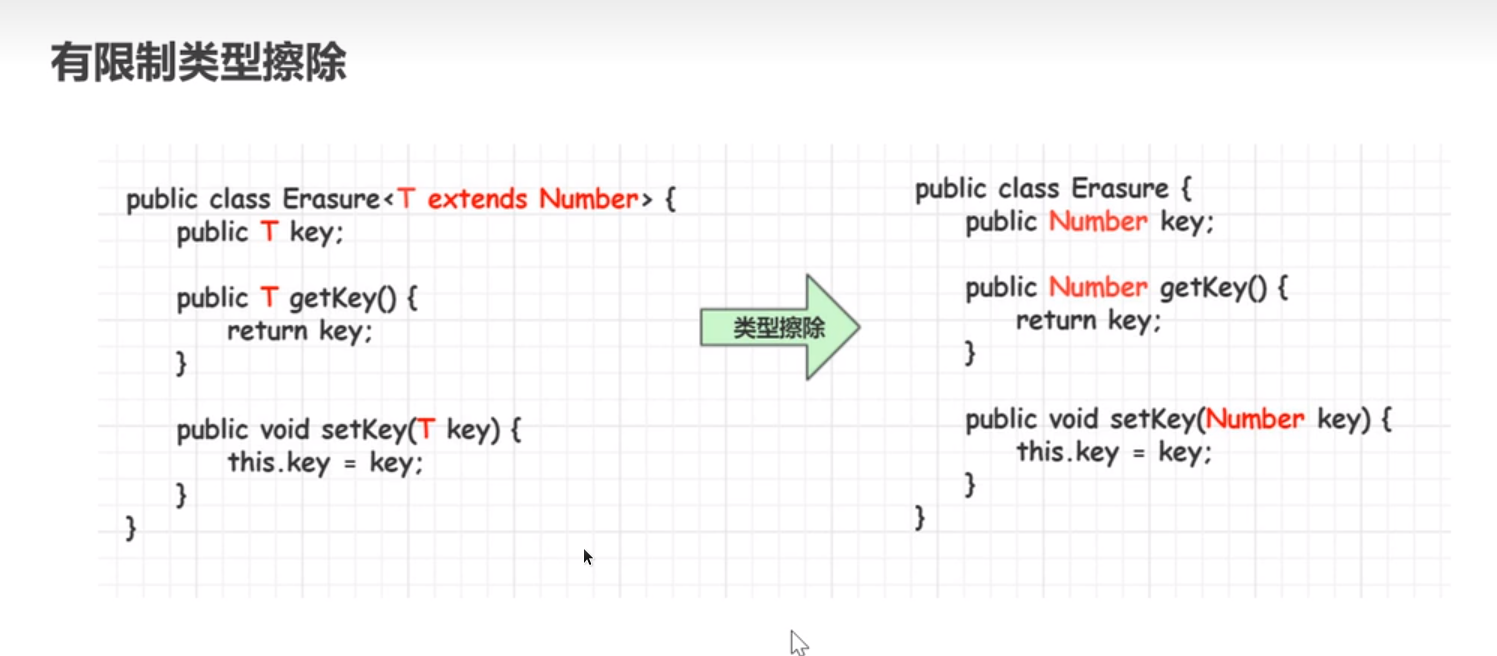 有限制类型擦除
public class Erasure<T extends Number> {
public T key;
public T getKey() {
return key;
}
public void setKey(T key) {
this.key = key;
}
}
类型擦除
public class Erasure {
public Number key;
public Number getKey() {
return key;
}
public void setKey(Number key) {
this.key = key;
}
}